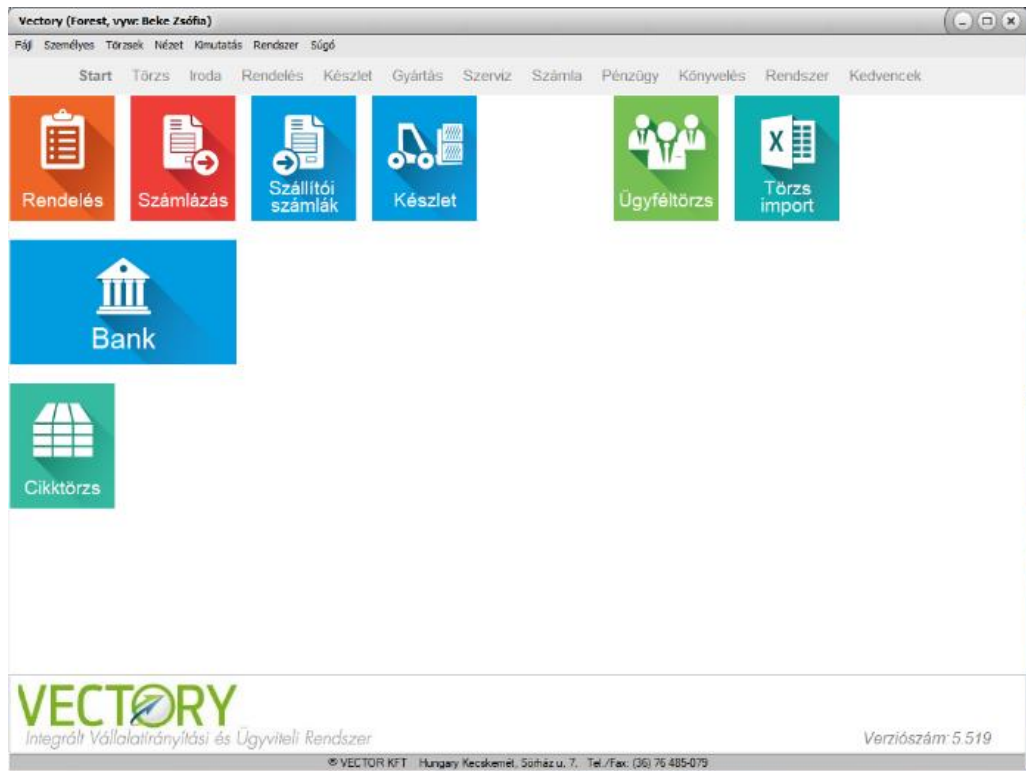 Vectory (Forest, vyw: Beke Zsófia)
Fájl Személyes Törzsek Nézet Kimutatás Rendszer Súgó
Start Törzs Iroda Rendelés Készlet Gyártás Szerviz Számla Pénzügy Könyvelés Rendszer Kedvencek
Rendelés
Számlázás
Szállítói
számlák
Készlet
Ügyféltörzs
X
Törzs
import
Bank
Cikktörzs
VECTORY
Integrált Vállalatirányítási és Ügyviteli Rendszer
Verziószám: 5.519
© VECTOR KFT Hungary Kecskemét, Sörház u. 7. Tel./Fax: (36) 76 485-079